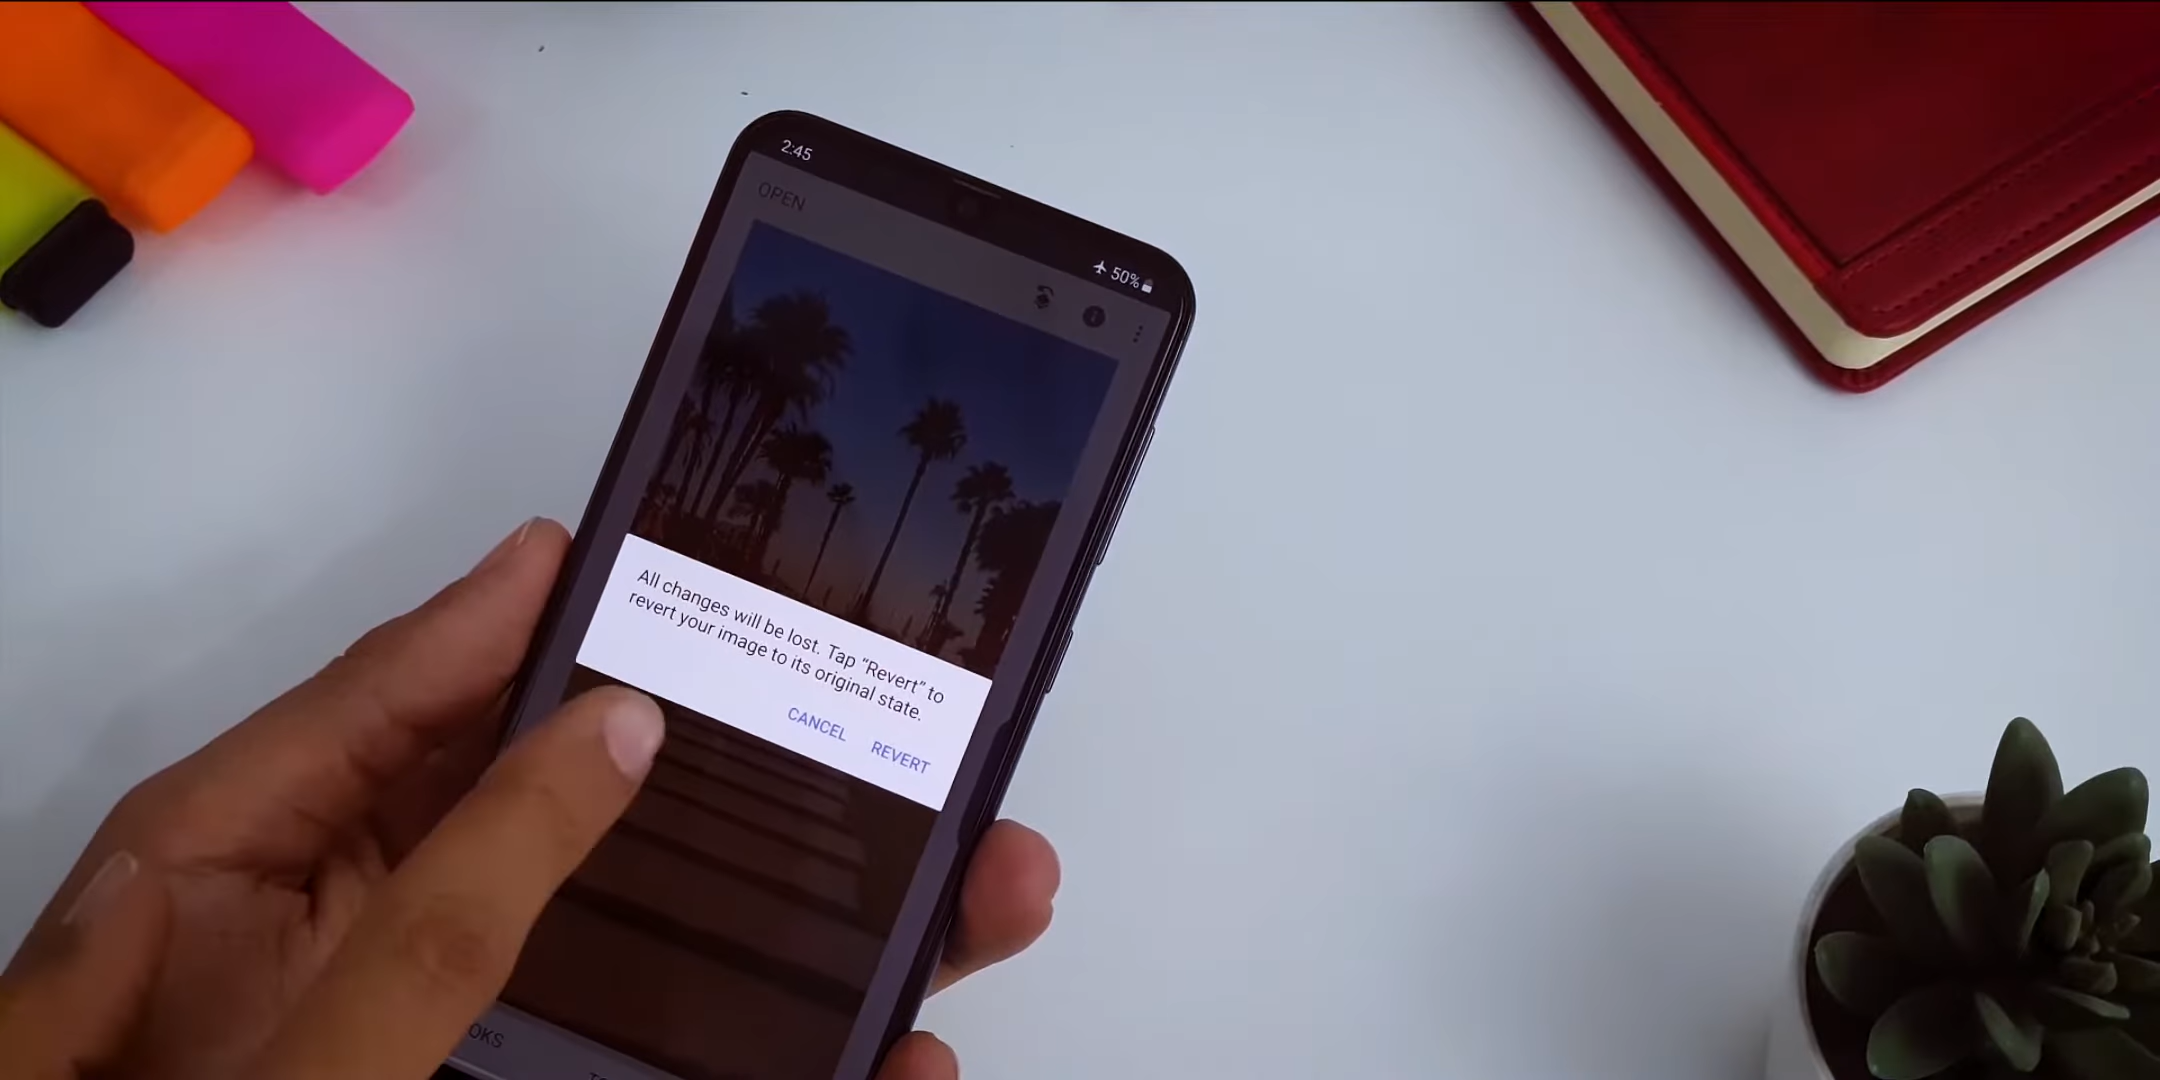 2:45
50%
OPEN
All changes will be lost. Tap “Revert” to
revert your image to its original state.
CANCEL
REVERT
OKS